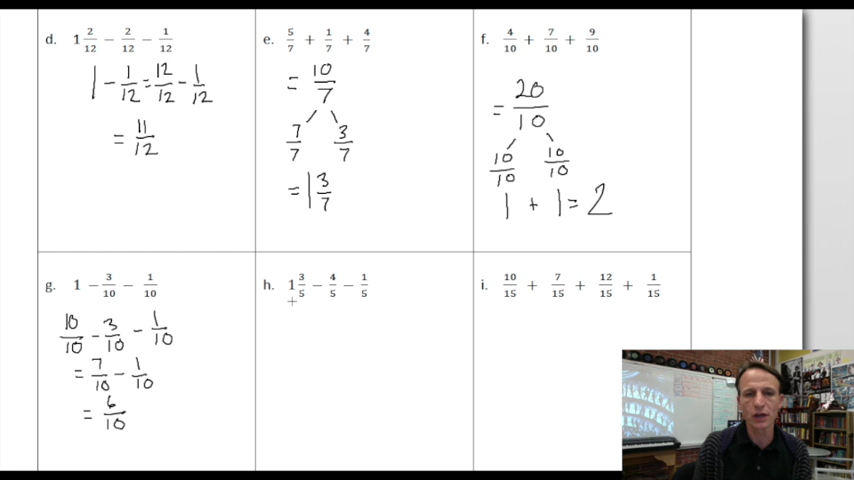 d. 1 2/12 − 2/12 − 1/12
1 − 1/12 = 12/12 − 1/12
= 11/12
e. 5/7 + 1/7 + 4/7
= 10/7
7/7 3/7
= 1 3/7
f. 4/10 + 7/10 + 9/10
= 20/10
10/10 10/10
1 + 1 = 2
g. 1 − 3/10 − 1/10
10/10 − 3/10 − 1/10
= 7/10 − 1/10
= 6/10
h. 1 3/5 − 4/5 − 1/5
i. 10/15 + 7/15 + 12/15 + 1/15